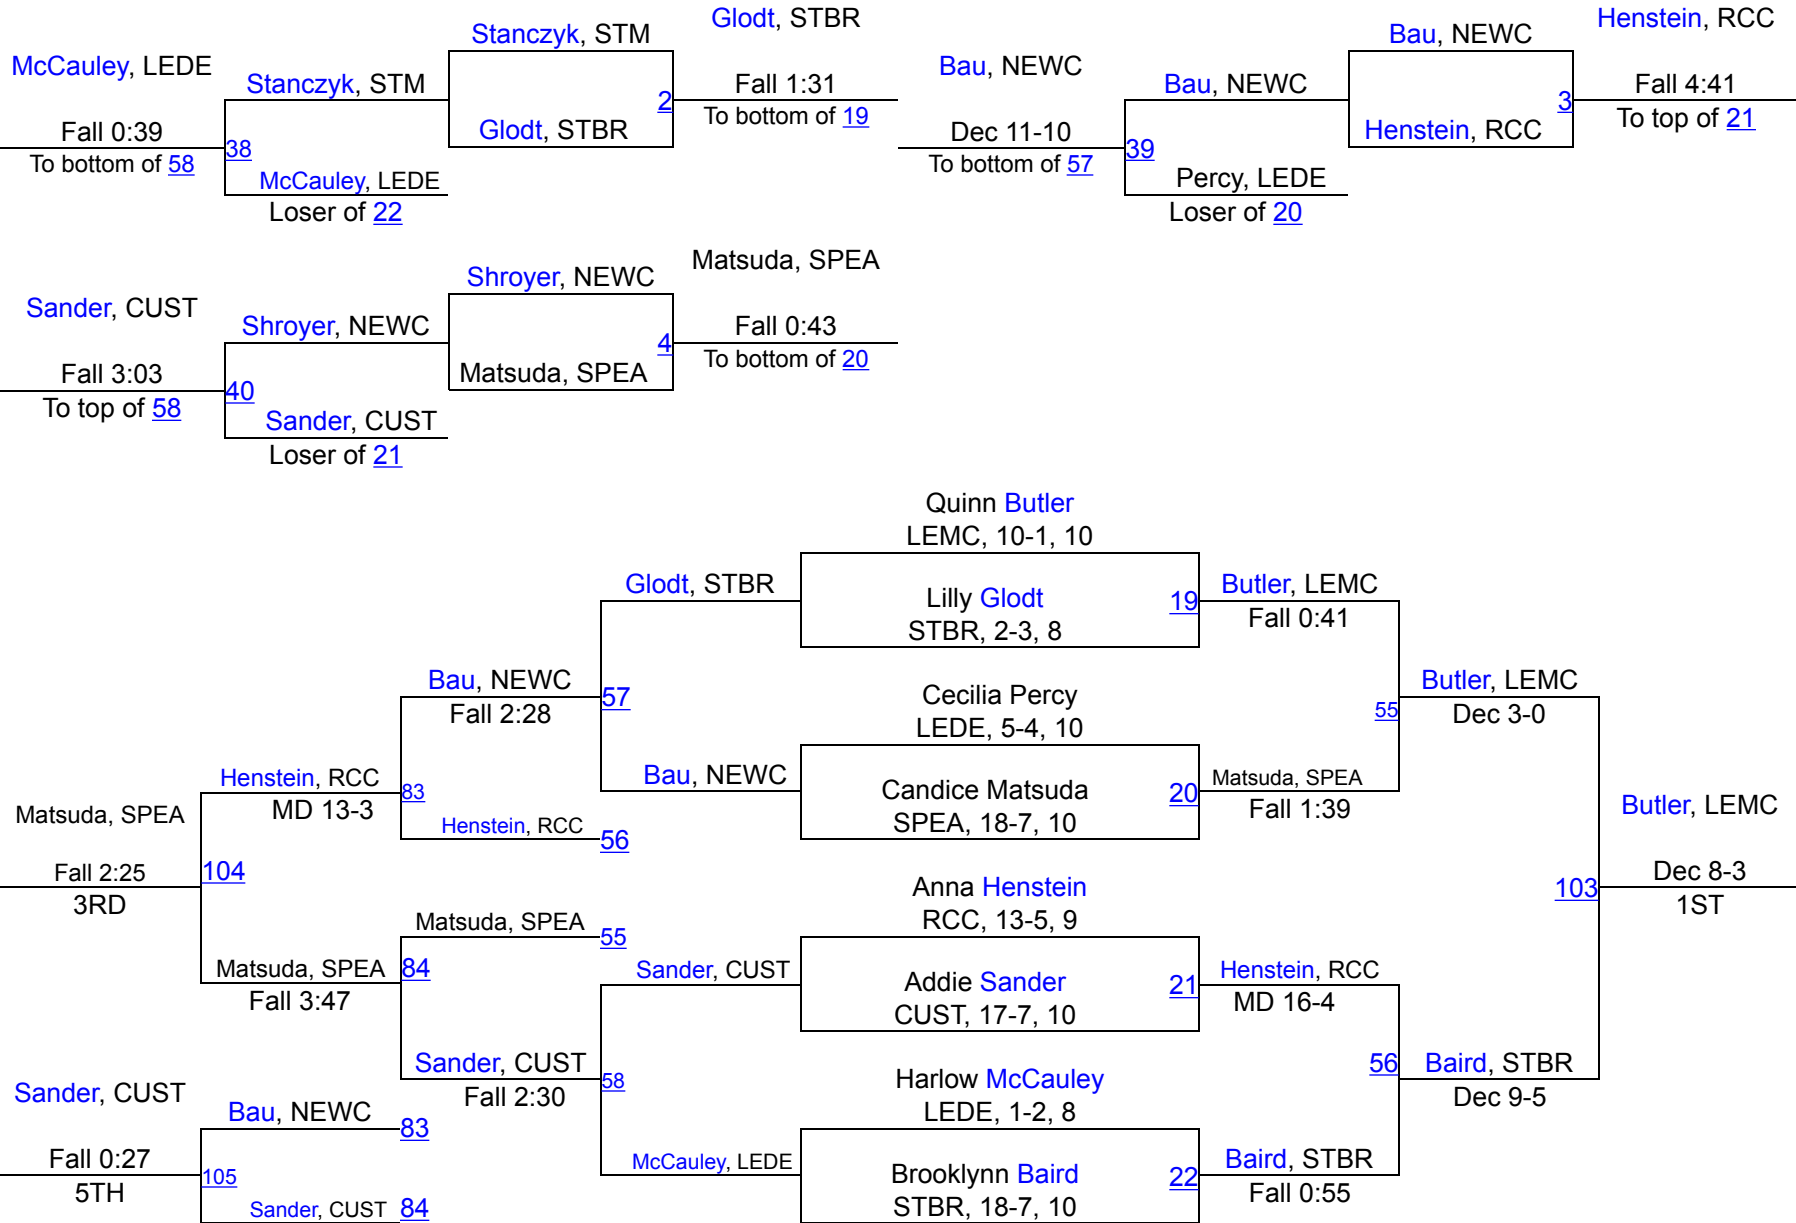 Glodt, STBR
Henstein, RCC
Stanczyk, STM
Bau, NEWC
McCauley, LEDE
Bau, NEWC
Stanczyk, STM
Fall 1:31
Bau, NEWC
Fall 4:41
2
3
To bottom of 19
To top of 21
Fall 0:39
Glodt, STBR
Dec 11-10
Henstein, RCC
38
39
To bottom of 58
To bottom of 57
McCauley, LEDE
Percy, LEDE
Loser of 22
Loser of 20
Matsuda, SPEA
Shroyer, NEWC
Sander, CUST
Shroyer, NEWC
Fall 0:43
4
To bottom of 20
Fall 3:03
Matsuda, SPEA
40
To top of 58
Sander, CUST
Loser of 21
Quinn Butler
LEMC, 10-1, 10
Glodt, STBR
Butler, LEMC
Lilly Glodt
19
Fall 0:41
STBR, 2-3, 8
Bau, NEWC
Cecilia Percy
Butler, LEMC
57
55
Fall 2:28
LEDE, 5-4, 10
Dec 3-0
Henstein, RCC
Bau, NEWC
Matsuda, SPEA
83
Candice Matsuda
20
MD 13-3
Fall 1:39
Matsuda, SPEA
Butler, LEMC
Henstein, RCC
SPEA, 18-7, 10
56
Fall 2:25
104
Dec 8-3
Anna Henstein
103
3RD
1ST
Matsuda, SPEA
RCC, 13-5, 9
55
Matsuda, SPEA
84
Sander, CUST
Henstein, RCC
Addie Sander
21
Fall 3:47
MD 16-4
CUST, 17-7, 10
Sander, CUST
56
Baird, STBR
58
Harlow McCauley
Sander, CUST
Fall 2:30
Dec 9-5
Bau, NEWC
LEDE, 1-2, 8
83
Fall 0:27
McCauley, LEDE
Baird, STBR
105
Brooklynn Baird
22
5TH
Fall 0:55
Sander, CUST
84
STBR, 18-7, 10